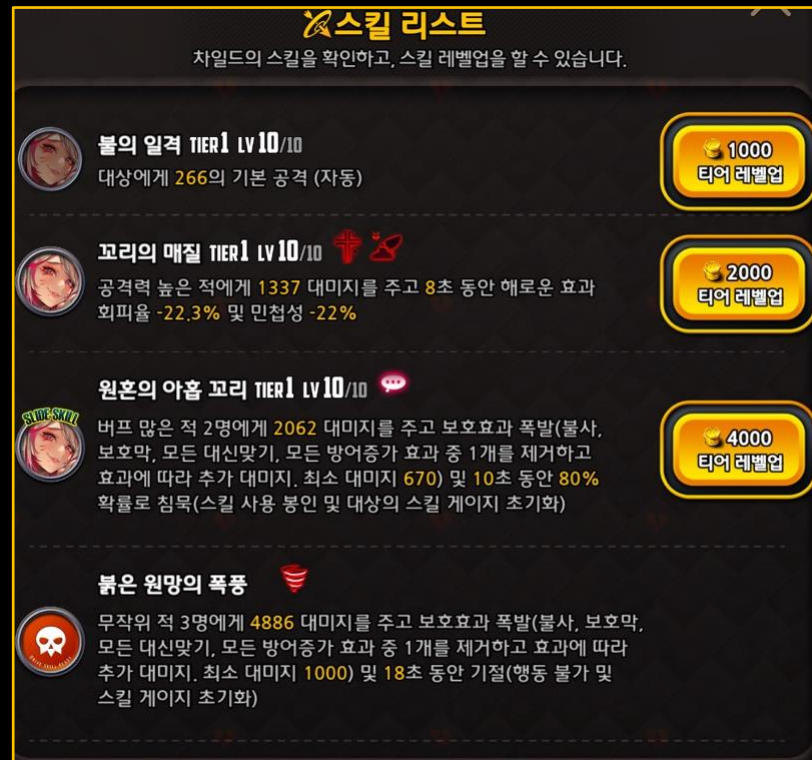 스킬 리스트
차일드의 스킬을 확인하고, 스킬 레벨업을 할 수 있습니다.
불의 일격 TIER1 LV 10/10
대상에게 266의 기본 공격 (자동)
1000
티어 레벨업
꼬리의 매질 TIER1 LV 10/10
공격력 높은 적에게 1337 대미지를 주고 8초 동안 해로운 효과
회피율 -22.3% 및 민첩성 -22%
2000
티어 레벨업
원혼의 아홉 꼬리 TIER1 LV 10/10
SLIDE SKILL
버프 많은 적 2명에게 2062 대미지를 주고 보호효과 폭발(불사,
보호막, 모든 대신맞기, 모든 방어증가 효과 중 1개를 제거하고
효과에 따라 추가 대미지. 최소 대미지 670) 및 10초 동안 80%
확률로 침묵(스킬 사용 봉인 및 대상의 스킬 게이지 초기화)
4000
티어 레벨업
붉은 원망의 폭풍
무작위 적 3명에게 4886 대미지를 주고 보호효과 폭발(불사, 보호막,
모든 대신맞기, 모든 방어증가 효과 중 1개를 제거하고 효과에 따라
추가 대미지. 최소 대미지 1000) 및 18초 동안 기절(행동 불가 및
스킬 게이지 초기화)